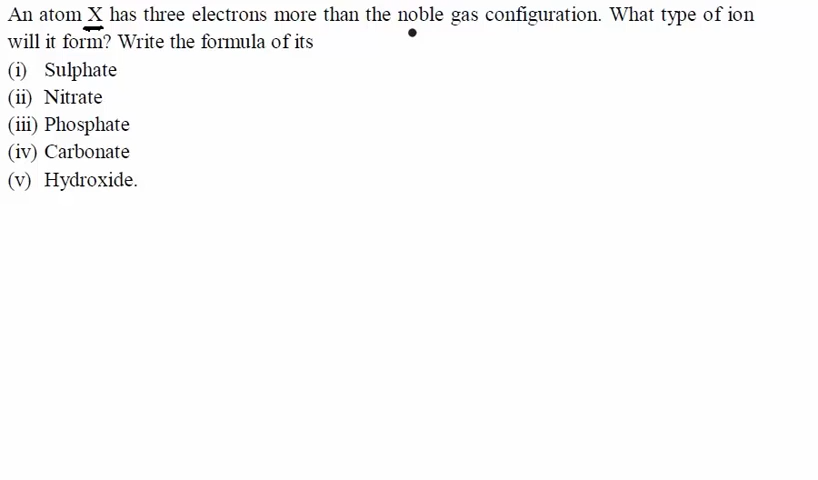 An atom X has three electrons more than the noble gas configuration. What type of ion
will it form? Write the formula of its
(i) Sulphate
(ii) Nitrate
(iii) Phosphate
(iv) Carbonate
(v) Hydroxide.